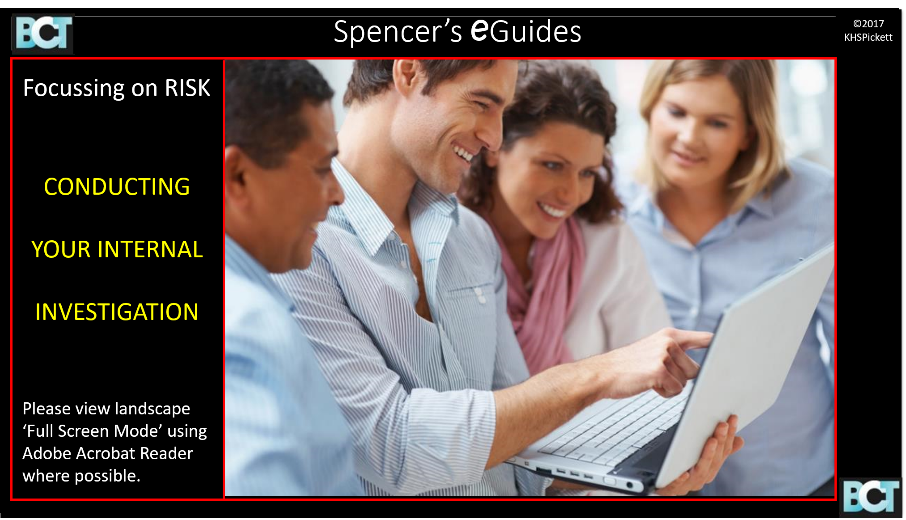 BCT
Spencer's eGuides
©2017
KHSPickett
Focussing on RISK
CONDUCTING
YOUR INTERNAL
INVESTIGATION
Please view landscape
‘Full Screen Mode’ using
Adobe Acrobat Reader
where possible.
BCT